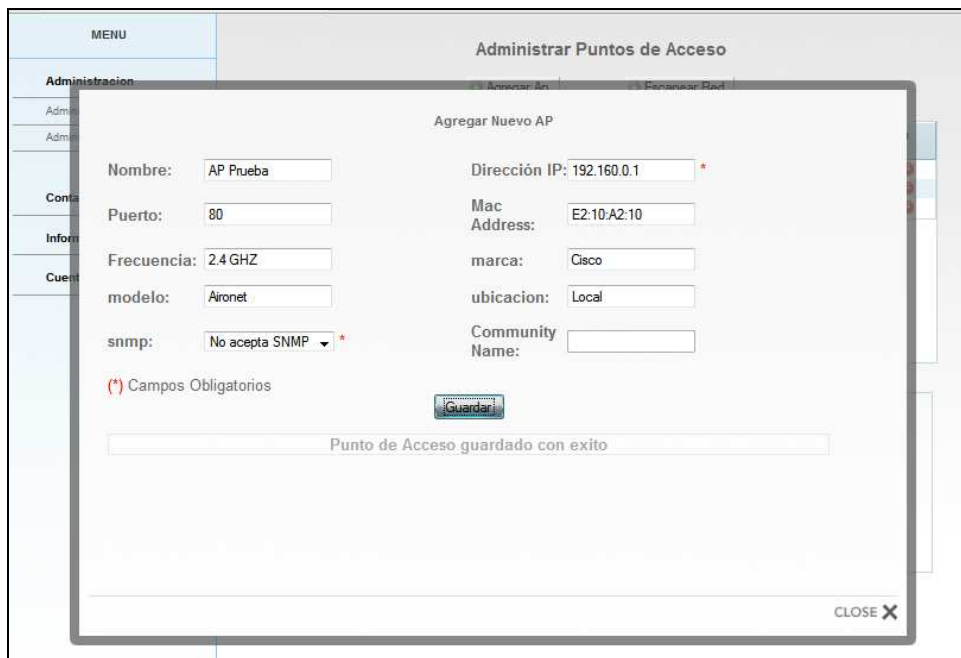 MENU
Administrar Puntos de Acceso
Administracion
Agregar Ap
Escanear Red
Agregar Nuevo AP
Nombre: AP Prueba
Dirección IP: 192.160.0.1 *
Puerto: 80
Mac Address: E2:10:A2:10
Frecuencia: 2.4 GHZ
marca: Cisco
modelo: Aironet
ubicacion: Local
snmp: No acepta SNMP *
Community Name:
(*) Campos Obligatorios
Guardar
Punto de Acceso guardado con exito
CLOSE X